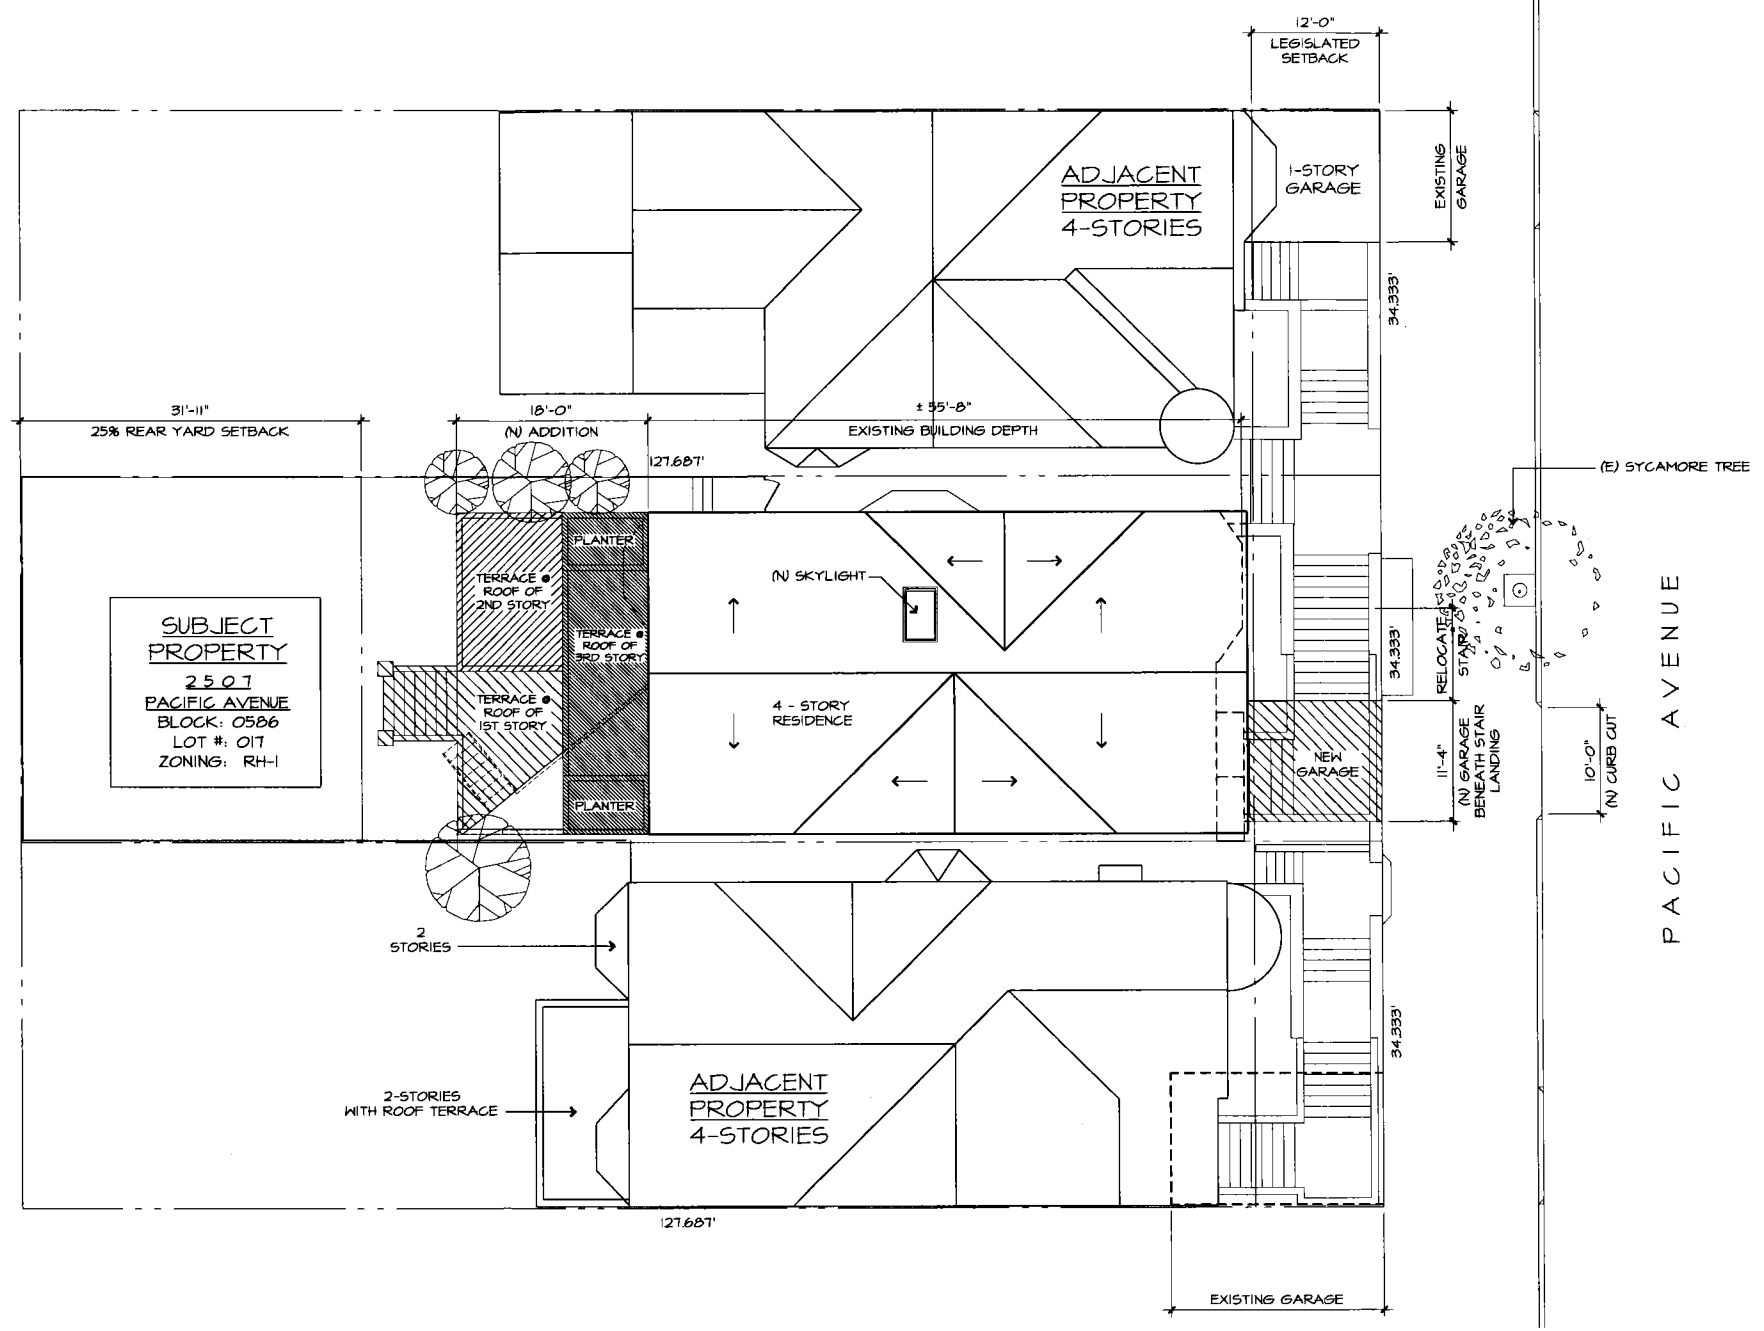 12'-0"
LEGISLATED
SETBACK
ADJACENT
PROPERTY
4-STORIES
1-STORY
GARAGE
EXISTING
GARAGE
34.333'
31'-11"
25% REAR YARD SETBACK
18'-0"
(N) ADDITION
± 55'-8"
EXISTING BUILDING DEPTH
127.687'
(E) SYCAMORE TREE
PLANTER
TERRACE @
ROOF OF
2ND STORY
(N) SKYLIGHT
SUBJECT
PROPERTY
2507
PACIFIC AVENUE
BLOCK: 0586
LOT #: 017
ZONING: RH-1
TERRACE @
ROOF OF
3RD STORY
TERRACE @
ROOF OF
1ST STORY
4 - STORY
RESIDENCE
34.333'
RELOCATE
STAIR
NEW
GARAGE
11'-4"
(N) GARAGE
BENEATH STAIR
LANDING
10'-0"
(N) CURB CUT
PACIFIC AVENUE
PLANTER
2
STORIES
34.333'
2-STORIES
WITH ROOF TERRACE
ADJACENT
PROPERTY
4-STORIES
127.687'
EXISTING GARAGE